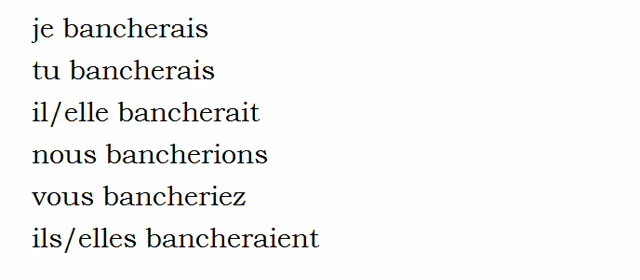 je bancherais
tu bancherais
il/elle bancherait
nous bancherions
vous bancheriez
ils/elles bancheraient